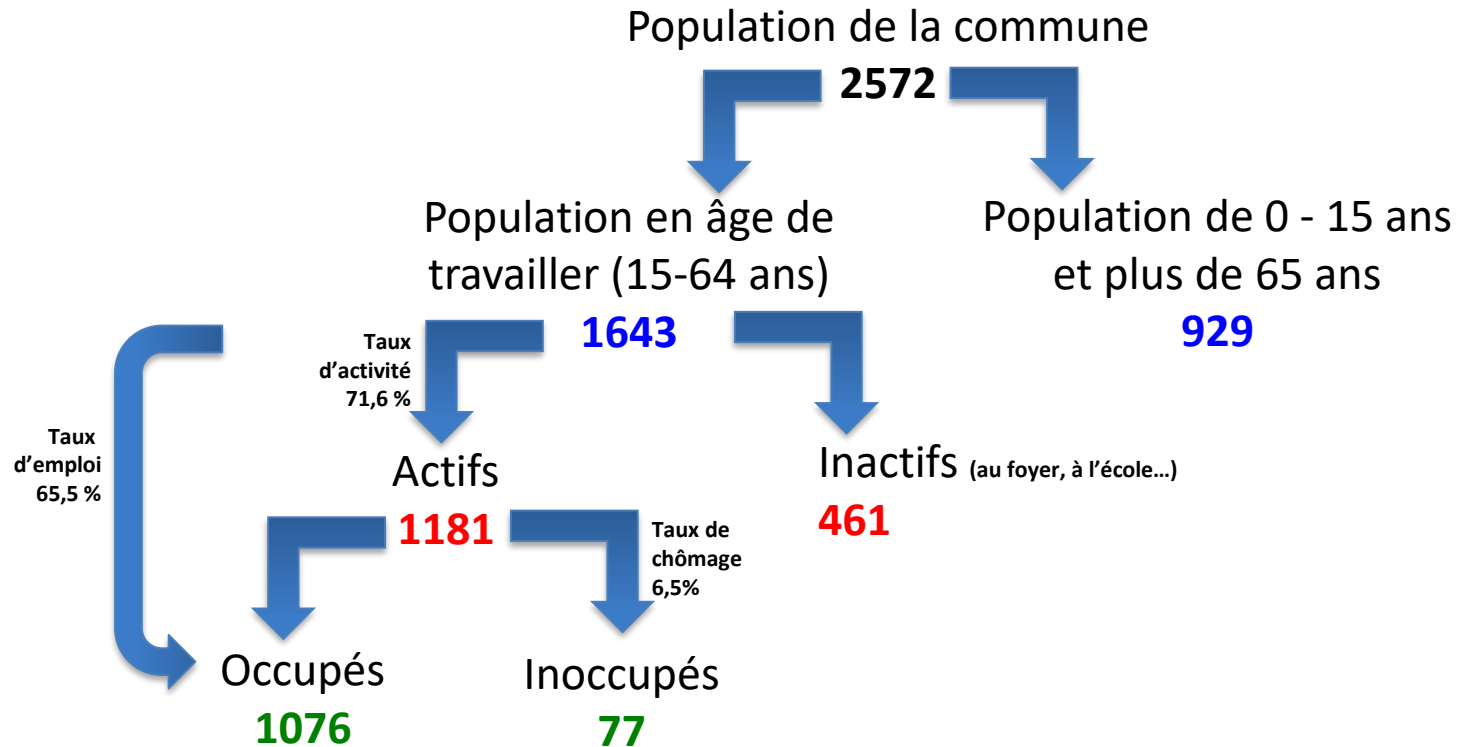 Population de la commune
2572
Population en âge de
travailler (15-64 ans)
1643
Population de 0 - 15 ans
et plus de 65 ans
929
Taux
d’activité
71,6 %
Taux
d’emploi
65,5 %
Actifs
1181
Inactifs (au foyer, à l’école…)
461
Taux de
chômage
6,5%
Occupés
1076
Inoccupés
77